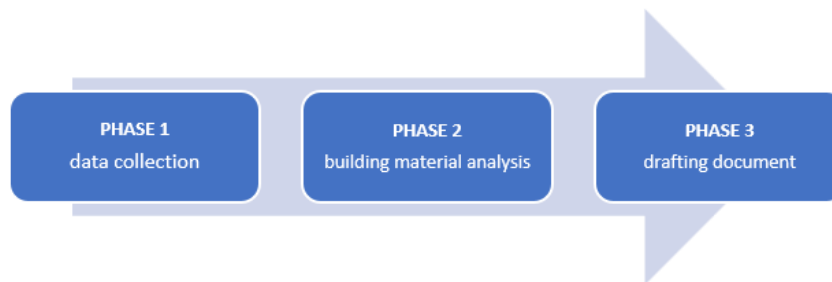 PHASE 1
data collection
PHASE 2
building material analysis
PHASE 3
drafting document